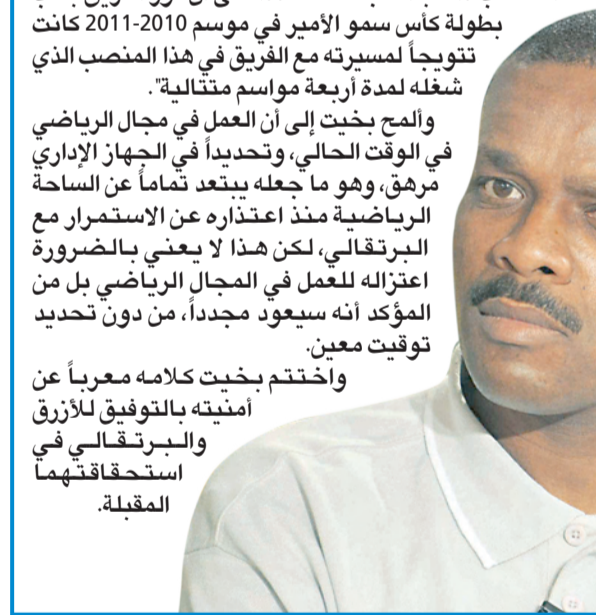 بطولة كأس سمو الأمير في موسم 2010-2011 كانت
تتويجاً لمسيرته مع الفريق في هذا المنصب الذي
شغله لمدة أربعة مواسم متتالية".
وألمح بخيت إلى أن العمل في مجال الرياضي
في الوقت الحالي، وتحديداً في الجهاز الإداري
مرهق، وهو ما جعله يبتعد تماماً عن الساحة
الرياضية منذ اعتذاره عن الاستمرار مع
البرتقالي، لكن هذا لا يعني بالضرورة
اعتزاله للعمل في المجال الرياضي بل من
المؤكد أنه سيعود مجدداً، من دون تحديد
توقيت معين.
واختتم بخيت كلامه معرباً عن
أمنيته بالتوفيق للأزرق
والبرتقالي في
استحقاقتهما
المقبلة.